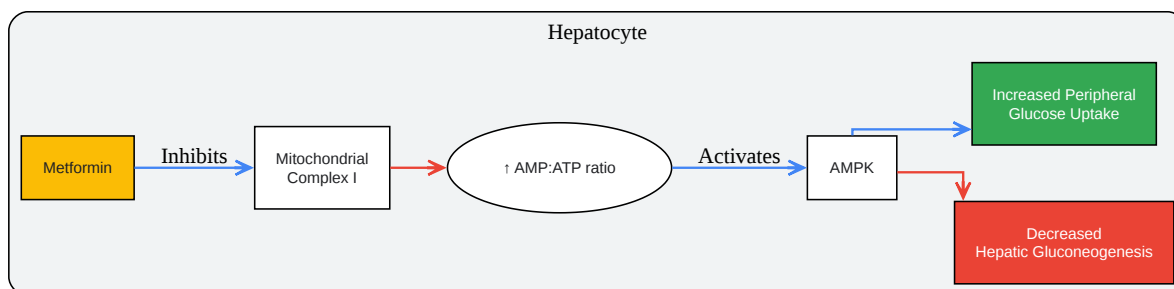 Hepatocyte
Metformin
Inhibits
Mitochondrial
Complex I
↑ AMP:ATP ratio
Activates
AMPK
Increased Peripheral
Glucose Uptake
Decreased
Hepatic Gluconeogenesis